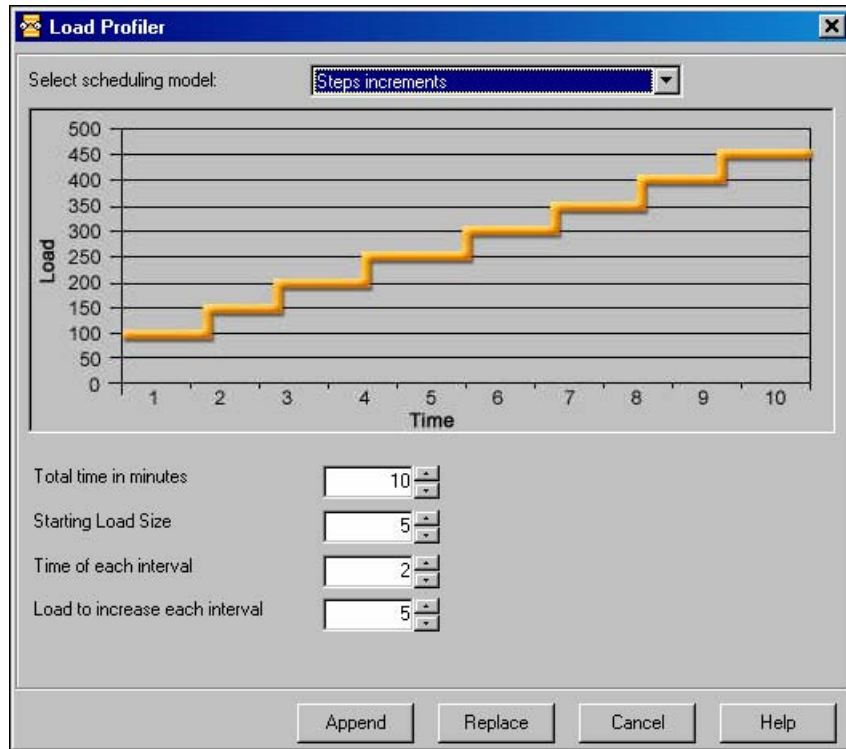 Load Profiler
Select scheduling model: Steps increments
500
450
400
350
300
250
200
150
100
50
0
Load
1 2 3 4 5 6 7 8 9 10
Time
Total time in minutes 10
Starting Load Size 5
Time of each interval 2
Load to increase each interval 5
Append Replace Cancel Help